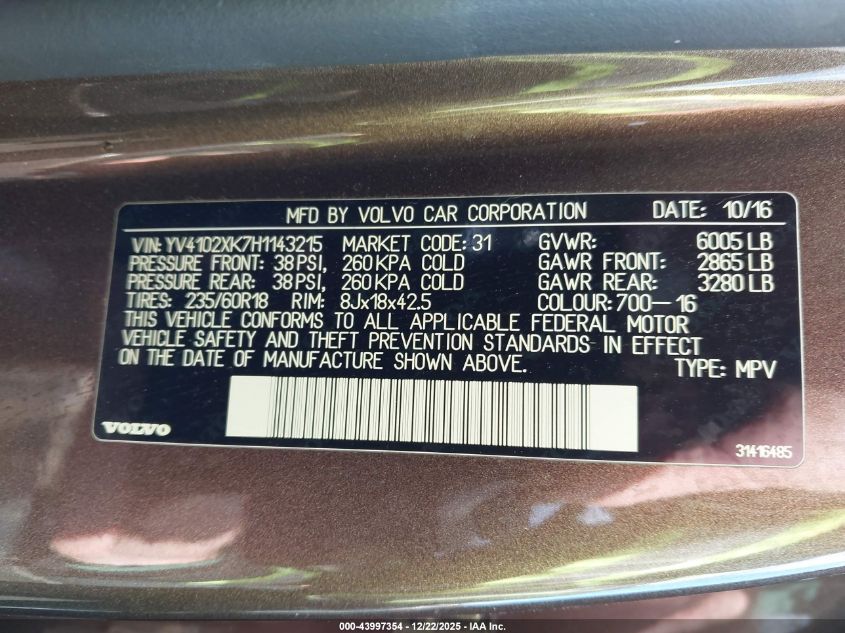 MFD BY VOLVO CAR CORPORATION DATE: 10/16
VIN: YV4102XK7H1143215 MARKET CODE: 31 GVWR: 6005 LB
PRESSURE FRONT: 38 PSI, 260 KPA COLD GAWR FRONT: 2865 LB
PRESSURE REAR: 38 PSI, 260 KPA COLD GAWR REAR: 3280 LB
TIRES: 235/60R18 RIM: 8Jx18x42.5 COLOUR: 700-16
THIS VEHICLE CONFORMS TO ALL APPLICABLE FEDERAL MOTOR
VEHICLE SAFETY AND THEFT PREVENTION STANDARDS IN EFFECT
ON THE DATE OF MANUFACTURE SHOWN ABOVE. TYPE: MPV
VOLVO 31416485
000-43997354 - 12/22/2025 - IAA Inc.